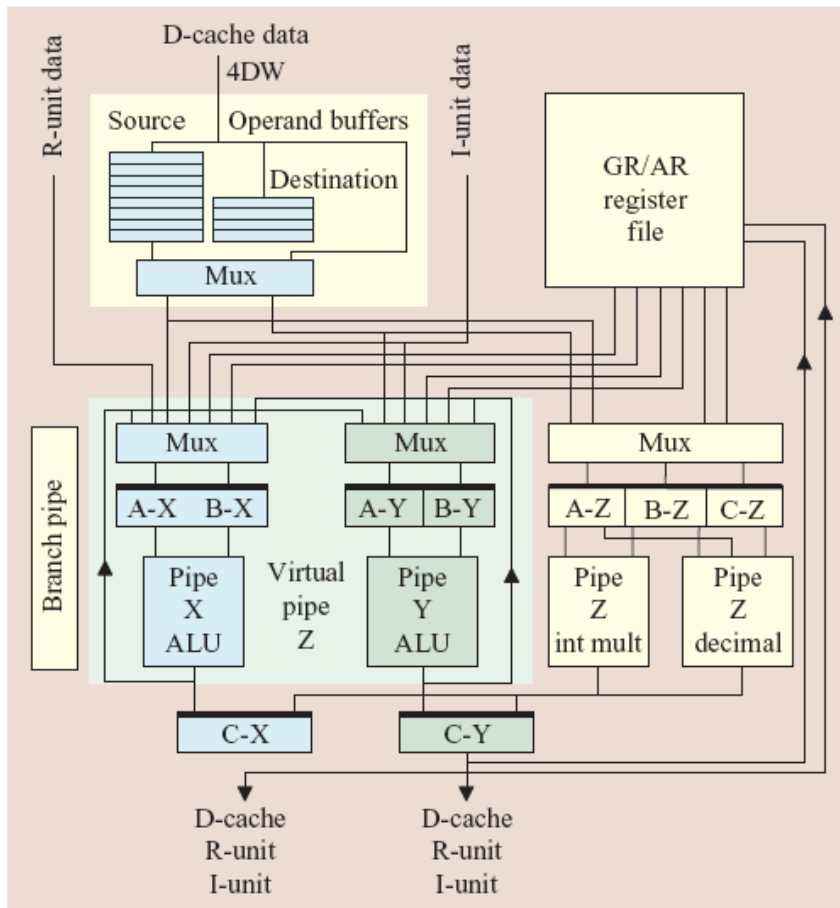 D-cache data
4DW
R-unit data
I-unit data
Source
Operand buffers
Destination
Mux
GR/AR
register
file
Branch pipe
Mux
Mux
Mux
A-X
B-X
A-Y
B-Y
A-Z
B-Z
C-Z
Pipe
X
ALU
Virtual
pipe
Z
Pipe
Y
ALU
Pipe
Z
int mult
Pipe
Z
decimal
C-X
C-Y
D-cache
R-unit
I-unit
D-cache
R-unit
I-unit